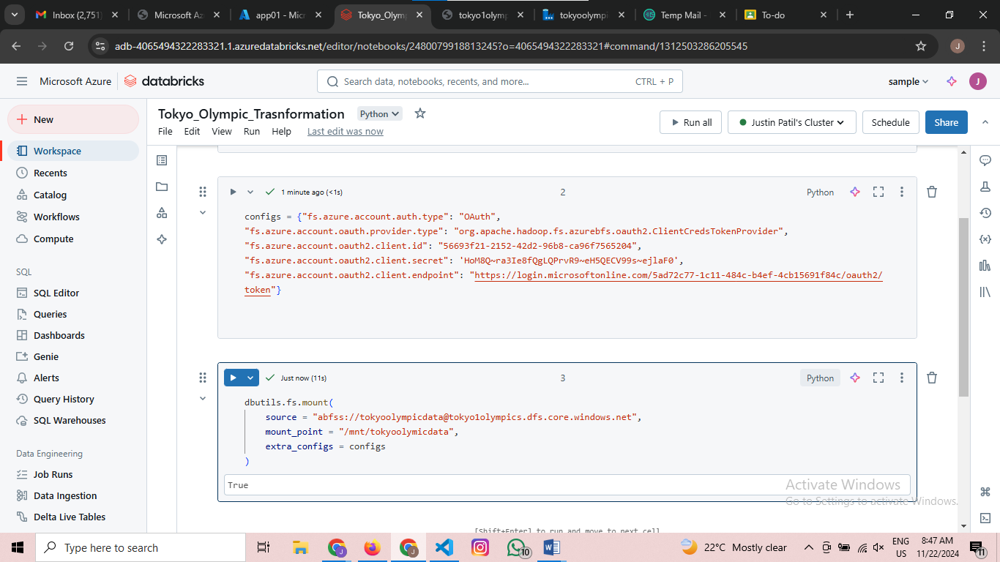 Inbox (2,751)
Microsoft Az
app01 - Micr
Tokyo_Olymp
tokyo1olymp
tokyoolympi
Temp Mail -
To-do
adb-4065494322283321.1.azuredatabricks.net/editor/notebooks/2480079918813245?o=4065494322283321#command/1312503286205545
J
Microsoft Azure
databricks
Search data, notebooks, recents, and more...
CTRL + P
sample
J
New
Workspace
Recents
Catalog
Workflows
Compute
SQL
SQL Editor
Queries
Dashboards
Genie
Alerts
Query History
SQL Warehouses
Data Engineering
Job Runs
Data Ingestion
Delta Live Tables
Tokyo_Olympic_Trasnformation
Python
File Edit View Run Help Last edit was now
Run all
Justin Patil's Cluster
Schedule
Share
1 minute ago (<1s)
2
Python
configs = {"fs.azure.account.auth.type": "OAuth",
"fs.azure.account.oauth.provider.type": "org.apache.hadoop.fs.azurebfs.oauth2.ClientCredsTokenProvider",
"fs.azure.account.oauth2.client.id": "56693f21-2152-42d2-96b8-ca96f7565204",
"fs.azure.account.oauth2.client.secret": 'HoM8Q~ra3Ie8fQgLQPrvR9~eH5QECV99s~ejlaF0',
"fs.azure.account.oauth2.client.endpoint": "https://login.microsoftonline.com/5ad72c77-1c11-484c-b4ef-4cb15691f84c/oauth2/
token"}
Just now (11s)
3
Python
dbutils.fs.mount(
source = "abfss://tokyoolympicdata@tokyo1olympics.dfs.core.windows.net",
mount_point = "/mnt/tokyoolymicdata",
extra_configs = configs
)
True
[Shift+Enter] to run and move to next cell
Activate Windows
Go to Settings to activate Windows.
Type here to search
J
J
10
22°C Mostly clear
ENG
US
8:47 AM
11/22/2024
11